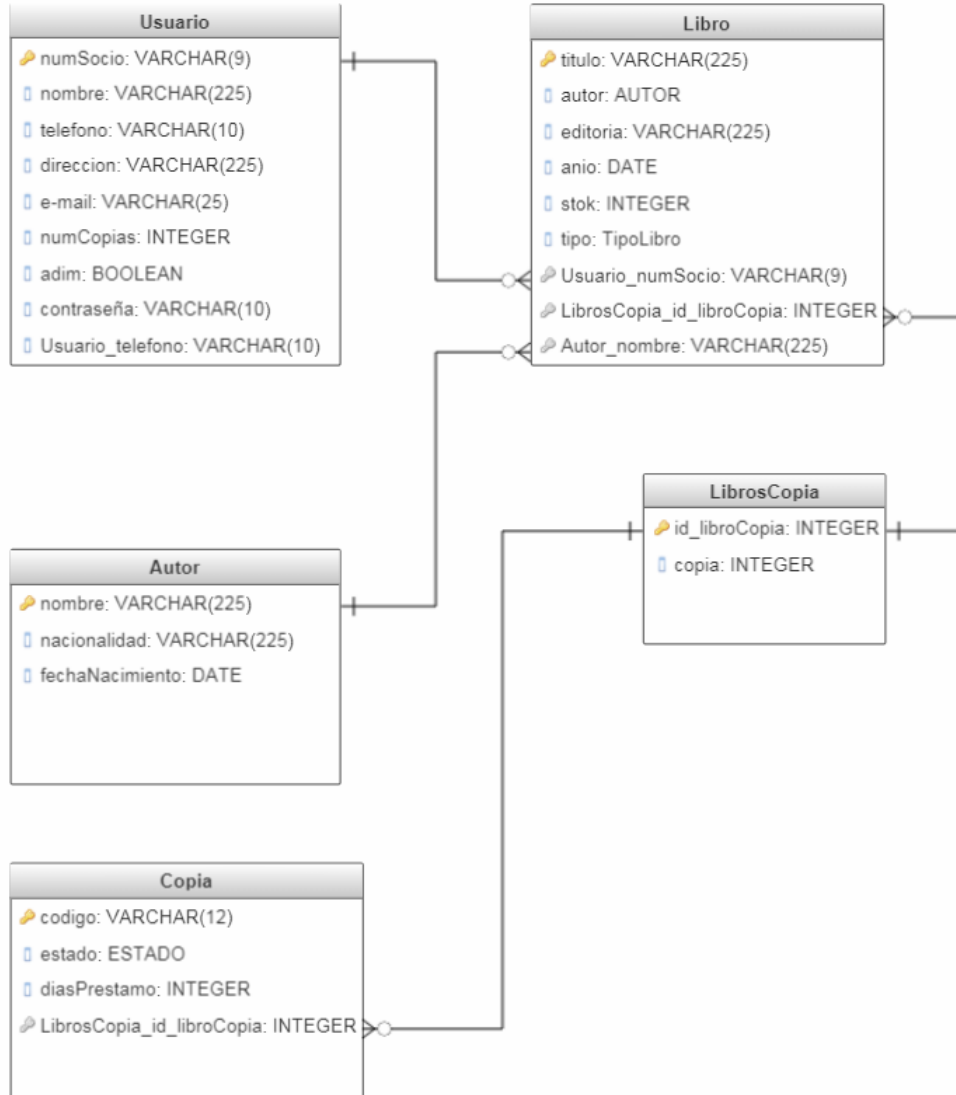 Usuario
numSocio: VARCHAR(9)
nombre: VARCHAR(225)
telefono: VARCHAR(10)
direccion: VARCHAR(225)
e-mail: VARCHAR(25)
numCopias: INTEGER
adim: BOOLEAN
contraseña: VARCHAR(10)
Usuario_telefono: VARCHAR(10)
Libro
titulo: VARCHAR(225)
autor: AUTOR
editoria: VARCHAR(225)
anio: DATE
stok: INTEGER
tipo: TipoLibro
Usuario_numSocio: VARCHAR(9)
LibrosCopia_id_libroCopia: INTEGER
Autor_nombre: VARCHAR(225)
LibrosCopia
id_libroCopia: INTEGER
copia: INTEGER
Autor
nombre: VARCHAR(225)
nacionalidad: VARCHAR(225)
fechaNacimiento: DATE
Copia
codigo: VARCHAR(12)
estado: ESTADO
diasPrestamo: INTEGER
LibrosCopia_id_libroCopia: INTEGER